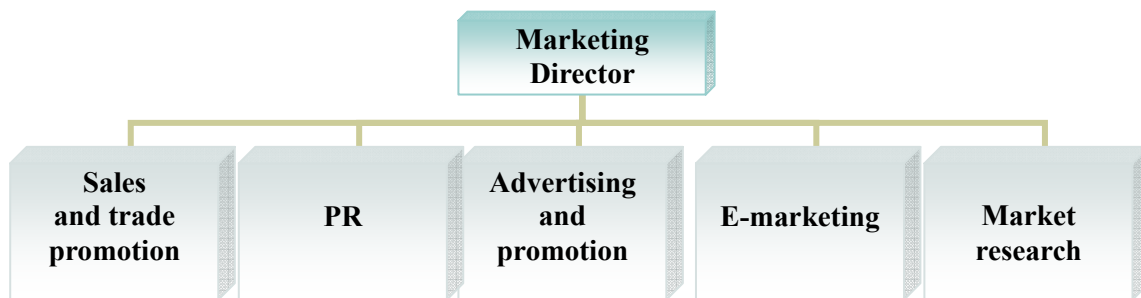 Marketing
Director
Sales
and trade
promotion
PR
Advertising
and
promotion
E-marketing
Market
research